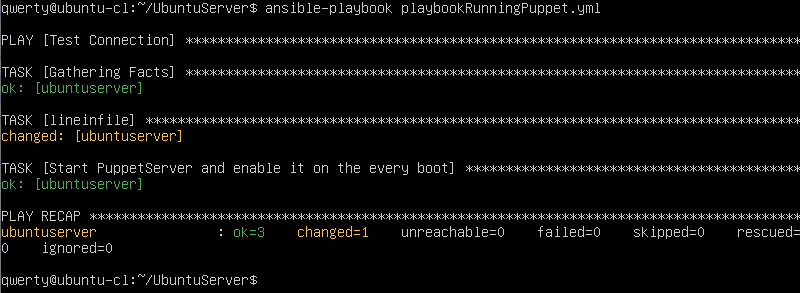 qwerty@ubuntu-cl:~/UbuntuServer$ ansible-playbook playbookRunningPuppet.yml
PLAY [Test Connection] ******************************************************************************
TASK [Gathering Facts] ******************************************************************************
ok: [ubuntuserver]
TASK [lineinfile] ***********************************************************************************
changed: [ubuntuserver]
TASK [Start PuppetServer and enable it on the every boot] *******************************************
ok: [ubuntuserver]
PLAY RECAP ******************************************************************************************
ubuntuserver               : ok=3    changed=1    unreachable=0    failed=0    skipped=0    rescued=
0    ignored=0
qwerty@ubuntu-cl:~/UbuntuServer$